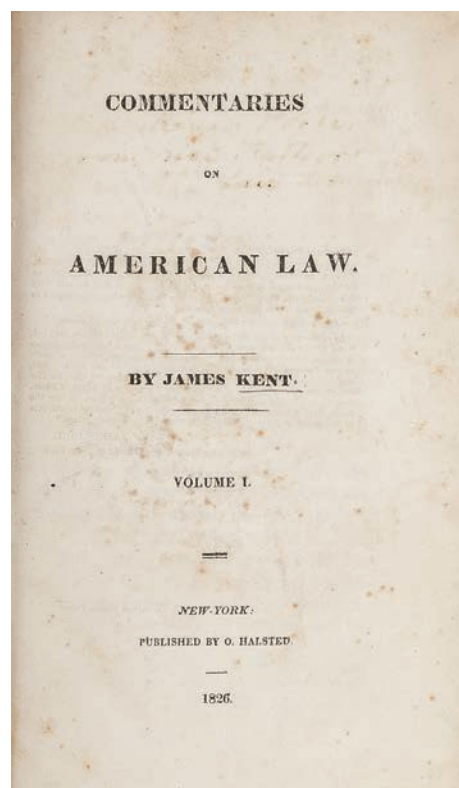 COMMENTARIES
ON
AMERICAN LAW.
BY JAMES KENT.
VOLUME I.
NEW-YORK:
PUBLISHED BY O. HALSTED.
1826.